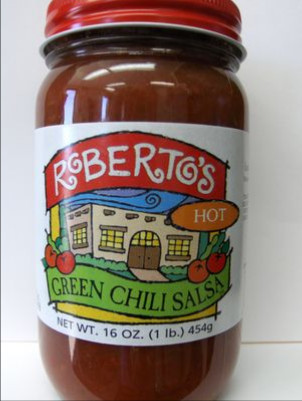 ROBERTO'S
HOT
GREEN CHILI SALSA
NET WT. 16 OZ. (1 lb.) 454g